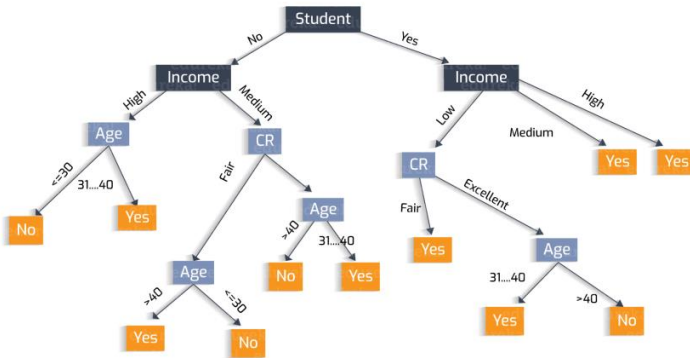 Student
No
Yes
Income
Income
High
Medium
Low
Medium
High
Age
CR
CR
Yes
Yes
<=30
31....40
Fair
Fair
Excellent
No
Yes
Age
Yes
Age
>40
31....40
Age
No
Yes
31....40
>40
>40
<=30
Yes
No
Yes
No